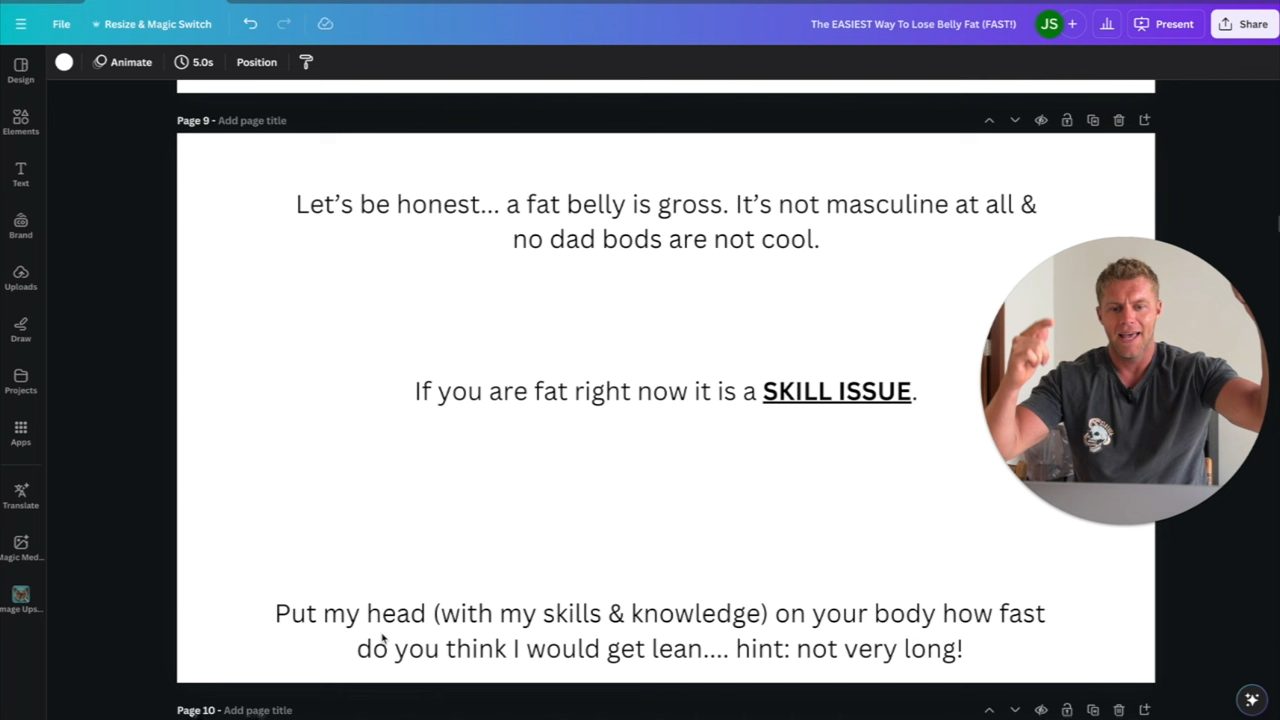 File
Resize & Magic Switch
The EASIEST Way To Lose Belly Fat (FAST!)
JS
Present
Share
Animate
5.0s
Position
Design
Elements
Text
Brand
Uploads
Draw
Projects
Apps
Translate
Magic Med...
mage Ups...
Page 9 - Add page title
Let's be honest... a fat belly is gross. It's not masculine at all &
no dad bods are not cool.
If you are fat right now it is a SKILL ISSUE.
Put my head (with my skills & knowledge) on your body how fast
do you think I would get lean.... hint: not very long!
Page 10 - Add page title